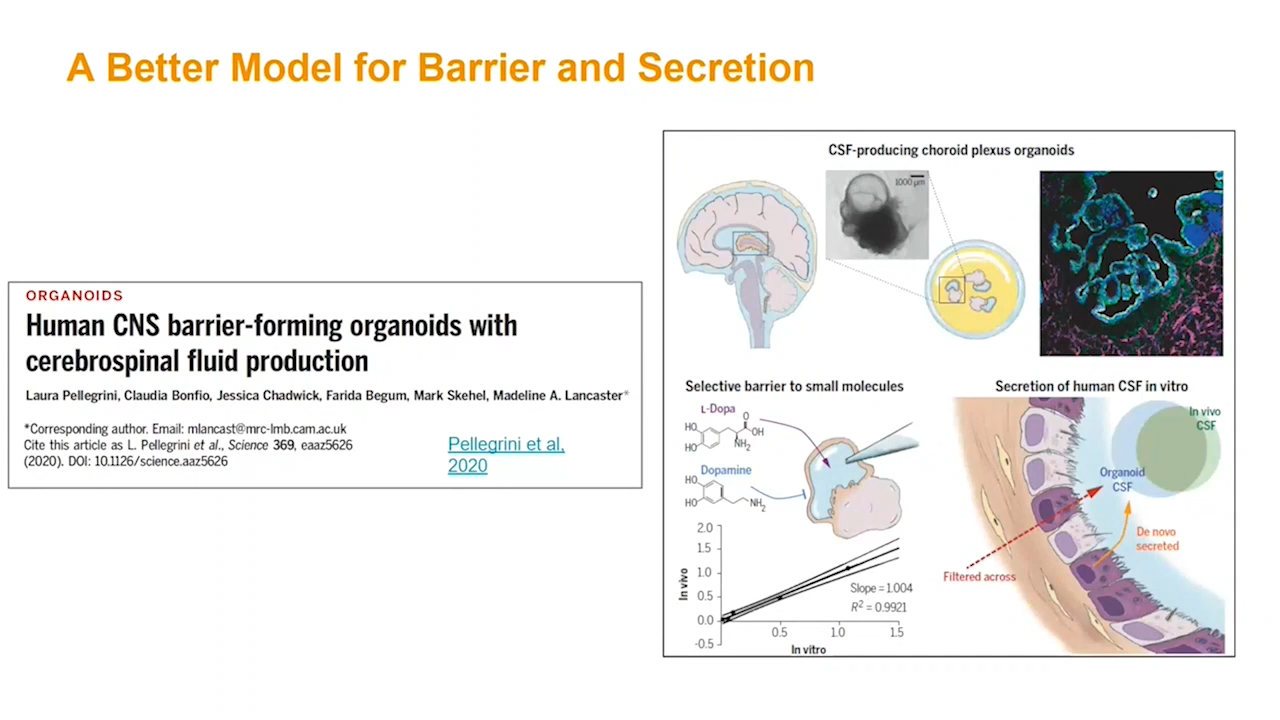 A Better Model for Barrier and Secretion
ORGANOIDS
Human CNS barrier-forming organoids with
cerebrospinal fluid production
Laura Pellegrini, Claudia Bonfio, Jessica Chadwick, Farida Begum, Mark Skehel, Madeline A. Lancaster*
*Corresponding author. Email: mlancast@mrc-lmb.cam.ac.uk
Cite this article as L. Pellegrini et al., Science 369, eaaz5626
(2020). DOI: 10.1126/science.aaz5626
Pellegrini et al,
2020
CSF-producing choroid plexus organoids
1000 μm
Selective barrier to small molecules
L-Dopa
O
HO
OH
HO
NH2
Dopamine
HO
HO
NH2
2.0
1.5
1.0
0.5
0.0
-0.5
In vivo
Slope = 1.004
R² = 0.9921
0.5
1.0
1.5
In vitro
Secretion of human CSF in vitro
In vivo
CSF
Organoid
CSF
De novo
secreted
Filtered across